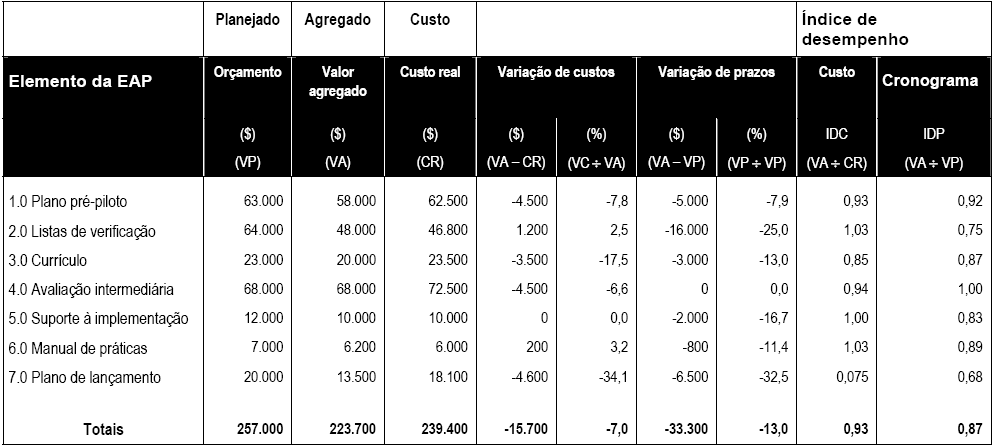 Planejado Agregado Custo Índice de desempenho
Elemento da EAP Orçamento Valor agregado Custo real Variação de custos Variação de prazos Custo Cronograma
($) ($) ($) ($) (%) ($) (%) IDC IDP
(VP) (VA) (CR) (VA – CR) (VC ÷ VA) (VA – VP) (VP ÷ VP) (VA ÷ CR) (VA ÷ VP)
1.0 Plano pré-piloto 63.000 58.000 62.500 -4.500 -7,8 -5.000 -7,9 0,93 0,92
2.0 Listas de verificação 64.000 48.000 46.800 1.200 2,5 -16.000 -25,0 1,03 0,75
3.0 Currículo 23.000 20.000 23.500 -3.500 -17,5 -3.000 -13,0 0,85 0,87
4.0 Avaliação intermediária 68.000 68.000 72.500 -4.500 -6,6 0 0,0 0,94 1,00
5.0 Suporte à implementação 12.000 10.000 10.000 0 0,0 -2.000 -16,7 1,00 0,83
6.0 Manual de práticas 7.000 6.200 6.000 200 3,2 -800 -11,4 1,03 0,89
7.0 Plano de lançamento 20.000 13.500 18.100 -4.600 -34,1 -6.500 -32,5 0,075 0,68
Totais 257.000 223.700 239.400 -15.700 -7,0 -33.300 -13,0 0,93 0,87